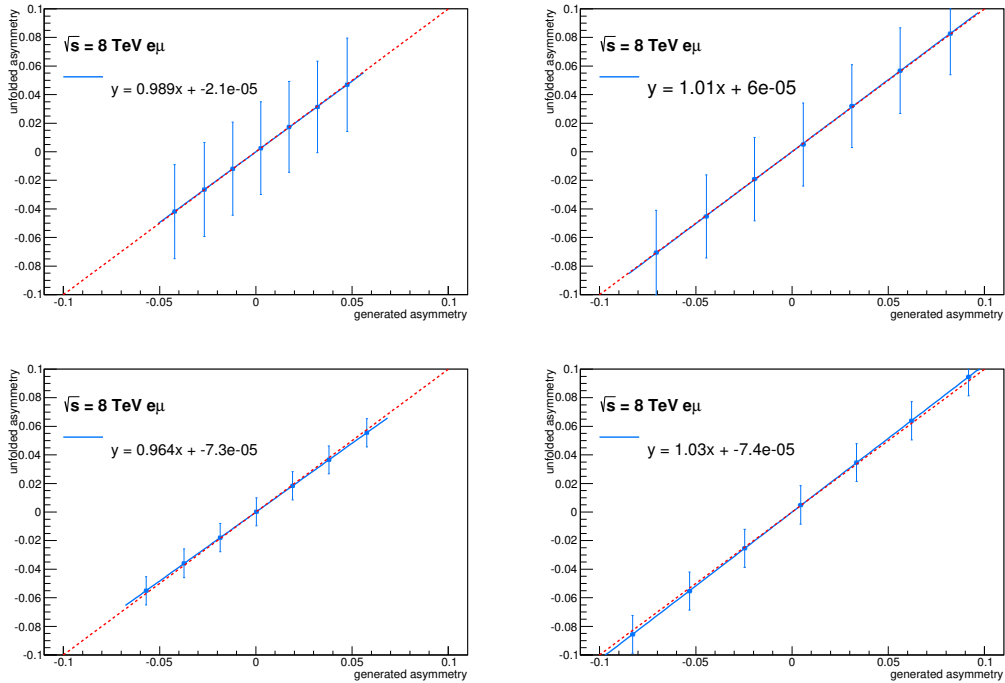 unfolded asymmetry
0.1
0.08
0.06
0.04
0.02
0
-0.02
-0.04
-0.06
-0.08
-0.1
√s = 8 TeV eμ
y = 0.989x + -2.1e-05
-0.1 -0.05 0 0.05 0.1
generated asymmetry
unfolded asymmetry
0.1
0.08
0.06
0.04
0.02
0
-0.02
-0.04
-0.06
-0.08
-0.1
√s = 8 TeV eμ
y = 1.01x + 6e-05
-0.1 -0.05 0 0.05 0.1
generated asymmetry
unfolded asymmetry
0.1
0.08
0.06
0.04
0.02
0
-0.02
-0.04
-0.06
-0.08
-0.1
√s = 8 TeV eμ
y = 0.964x + -7.3e-05
-0.1 -0.05 0 0.05 0.1
generated asymmetry
unfolded asymmetry
0.1
0.08
0.06
0.04
0.02
0
-0.02
-0.04
-0.06
-0.08
-0.1
√s = 8 TeV eμ
y = 1.03x + -7.4e-05
-0.1 -0.05 0 0.05 0.1
generated asymmetry